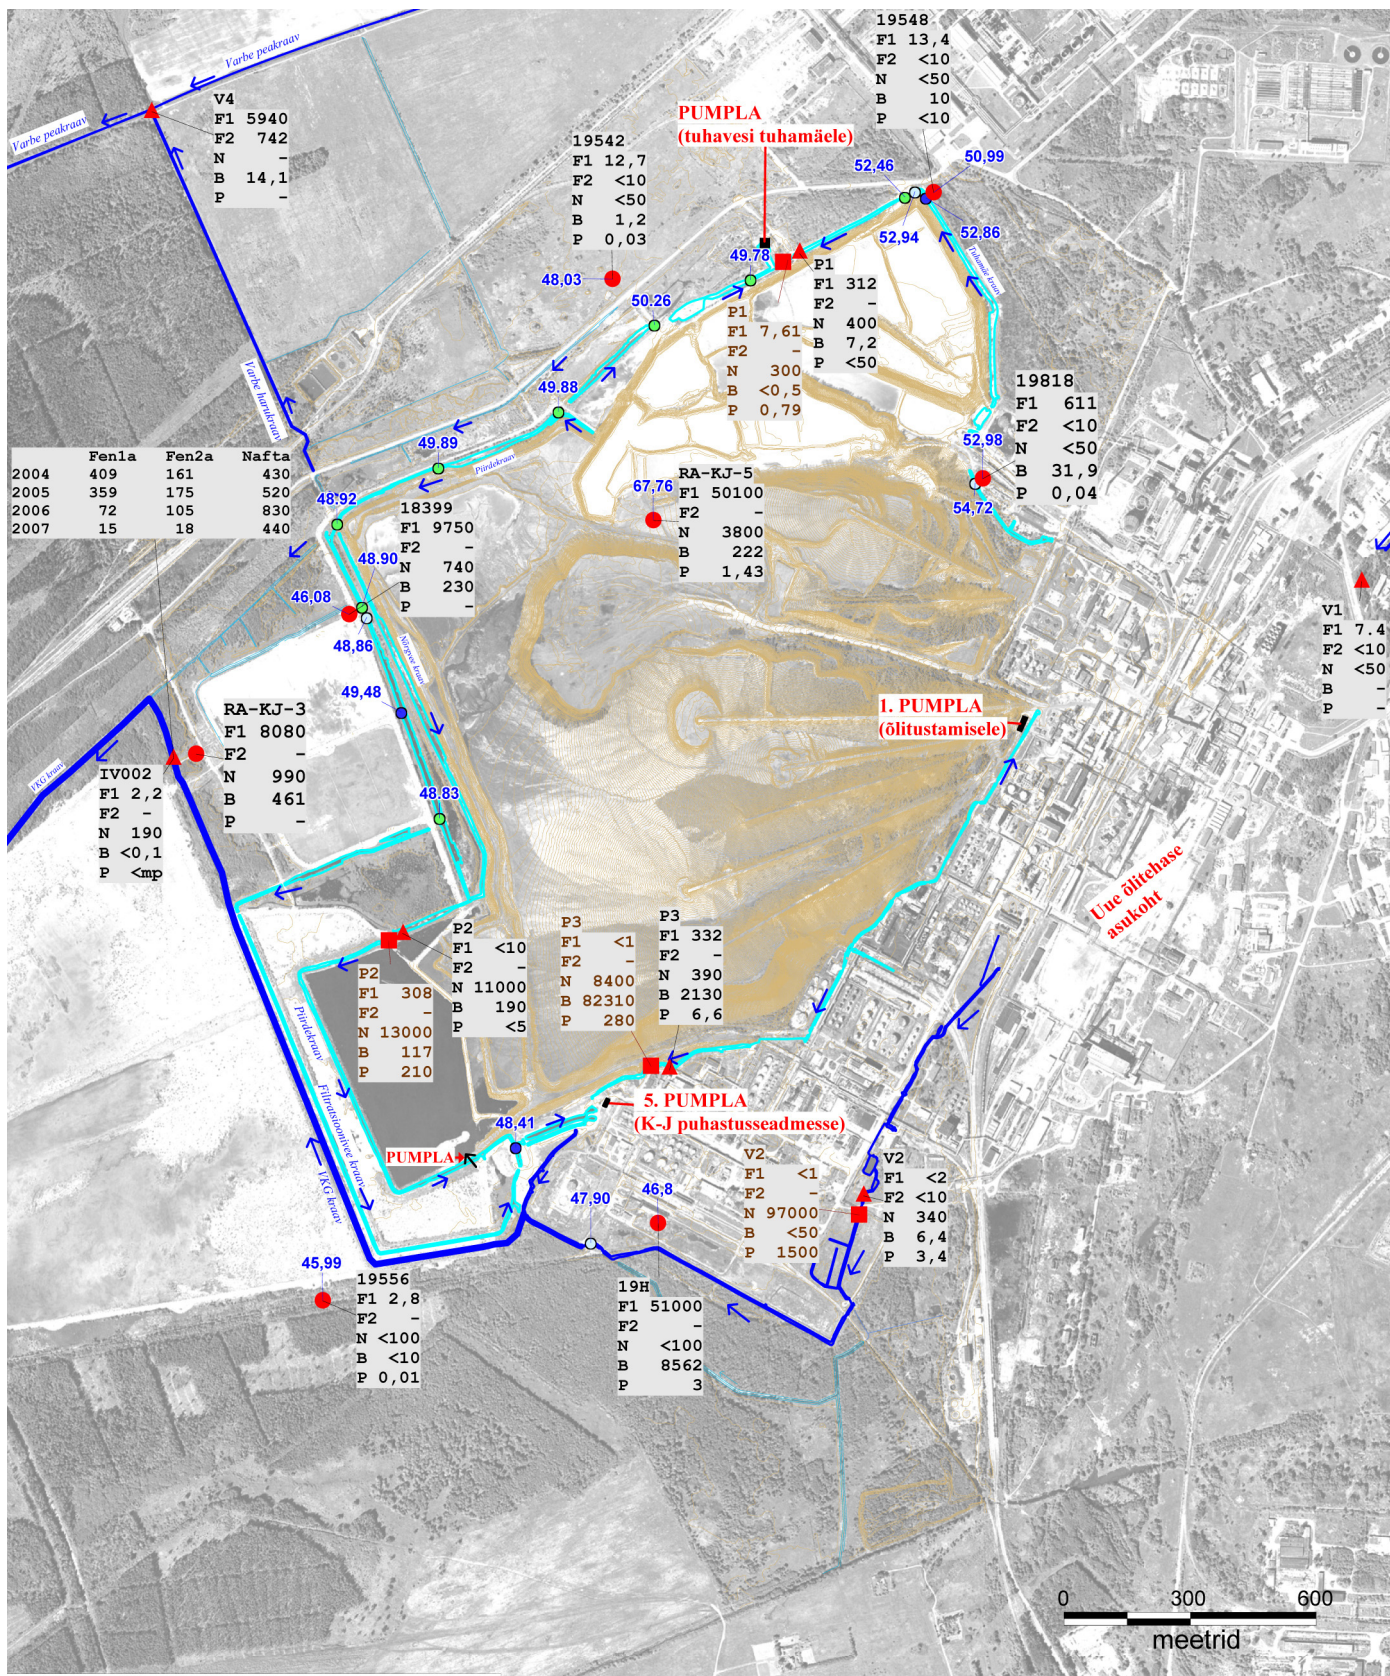 Varbe peakraav
Varbe peakraav
V4
F1 5940
F2 742
N -
B 14,1
P -
19548
F1 13,4
F2 <10
N <50
B 10
P <10
PUMPLA
(tuhavesi tuhamäele)
19542
F1 12,7
F2 <10
N <50
B 1,2
P 0,03
48,03
52,46
50,99
52,94
52,86
Tuhamäe kraav
49.78
P1
F1 312
F2 -
N 400
B 7,2
P <50
P1
F1 7,61
F2 -
N 300
B <0,5
P 0,79
50.26
49.88
49.89
Piirdekraav
Varbe harukraav
19818
F1 611
F2 <10
N <50
B 31,9
P 0,04
52,98
54,72
Fen1a Fen2a Nafta
2004 409 161 430
2005 359 175 520
2006 72 105 830
2007 15 18 440
48.92
18399
F1 9750
F2 -
N 740
B 230
P -
67,76
RA-KJ-5
F1 50100
F2 -
N 3800
B 222
P 1,43
48.90
46,08
48,86
Nõrgvee kraav
49,48
48.83
V1
F1 7.4
F2 <10
N <50
B -
P -
RA-KJ-3
F1 8080
F2 -
N 990
B 461
P -
VKG kraav
IV002
F1 2,2
F2 -
N 190
B <0,1
P <mp
1. PUMPLA
(õlitustamisele)
Uue õlitehase
asukoht
P2
F1 <10
F2 -
N 11000
B 190
P <5
P2
F1 308
F2 -
N 13000
B 117
P 210
P3
F1 <1
F2 -
N 8400
B 82310
P 280
P3
F1 332
F2 -
N 390
B 2130
P 6,6
Piirdekraav
Filtratsioonivee kraav
VKG kraav
5. PUMPLA
(K-J puhastusseadmesse)
48,41
PUMPLA
V2
F1 <1
F2 -
N 97000
B <50
P 1500
V2
F1 <2
F2 <10
N 340
B 6,4
P 3,4
47,90
46,8
45,99
19556
F1 2,8
F2 -
N <100
B <10
P 0,01
19H
F1 51000
F2 -
N <100
B 8562
P 3
0 300 600
meetrid